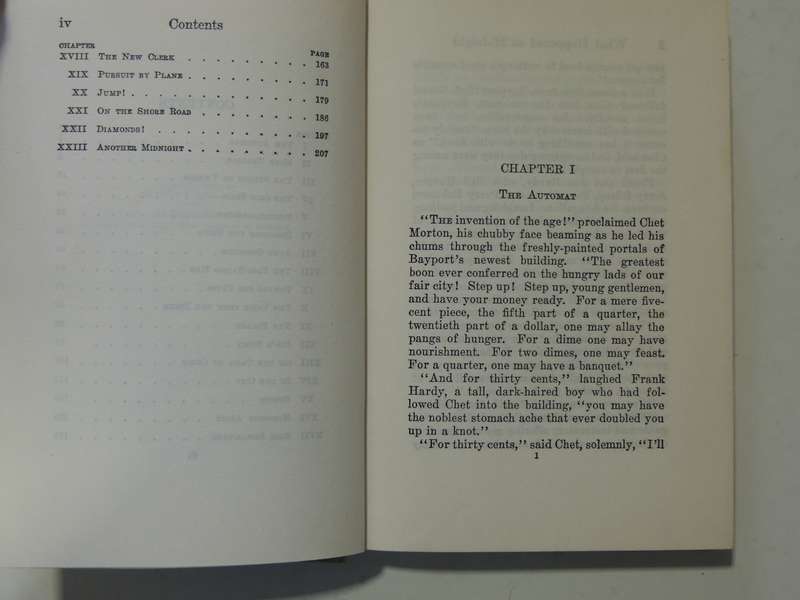 iv Contents
CHAPTER PAGE
XVIII The New Clerk . . . . . . . . . 163
XIX Pursuit by Plane . . . . . . . . . 171
XX Jump! . . . . . . . . . . . . . 179
XXI On the Shore Road . . . . . . . . 186
XXII Diamonds! . . . . . . . . . . . 197
XXIII Another Midnight . . . . . . . . . 207
CHAPTER I
The Automat
“The invention of the age!” proclaimed Chet
Morton, his chubby face beaming as he led his
chums through the freshly-painted portals of
Bayport's newest building. “The greatest
boon ever conferred on the hungry lads of our
fair city! Step up! Step up, young gentlemen,
and have your money ready. For a mere five-
cent piece, the fifth part of a quarter, the
twentieth part of a dollar, one may allay the
pangs of hunger. For a dime one may have
nourishment. For two dimes, one may feast.
For a quarter, one may have a banquet.”
“And for thirty cents,” laughed Frank
Hardy, a tall, dark-haired boy who had fol-
lowed Chet into the building, “you may have
the noblest stomach ache that ever doubled you
up in a knot.”
“For thirty cents,” said Chet, solemnly, “I'll
1